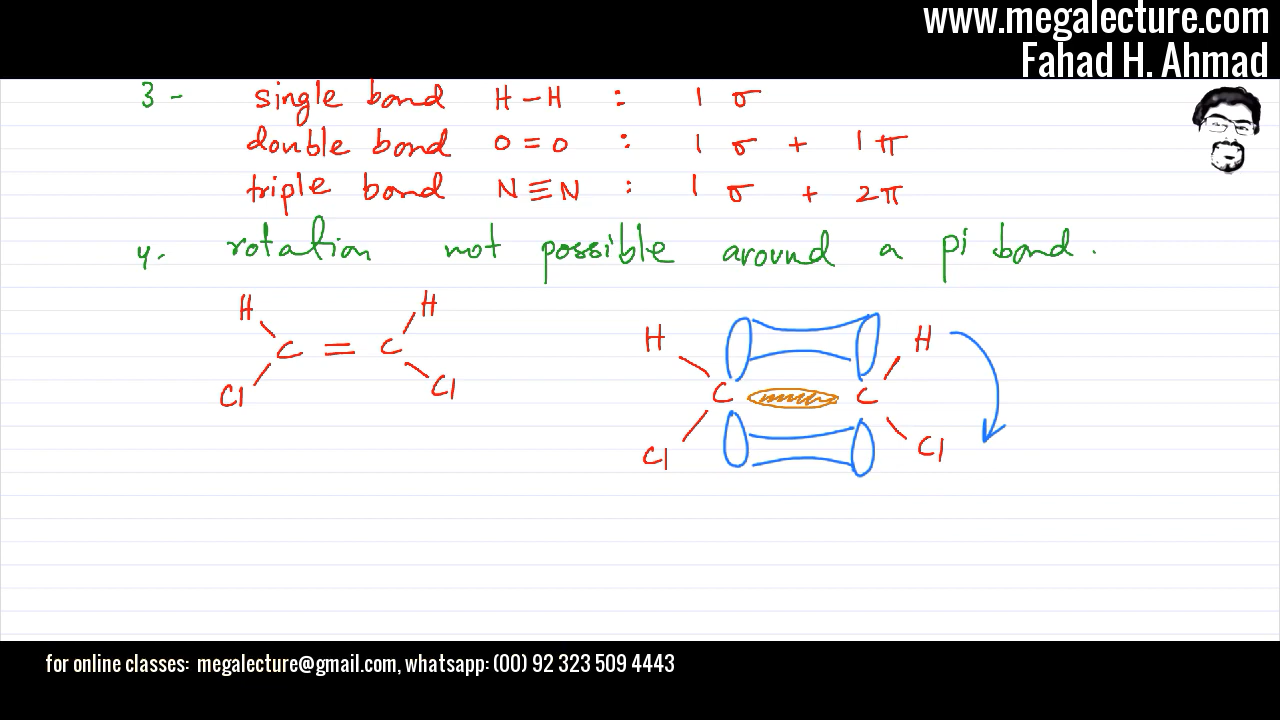 www.megalecture.com
Fahad H. Ahmad
3 - single bond H-H : 1 σ
double bond O=O : 1 σ + 1π
triple bond N≡N : 1 σ + 2π
4. rotation not possible around a pi bond.
H H
C = C
Cl Cl
H H
C C
Cl Cl
for online classes: megalecture@gmail.com, whatsapp: (00) 92 323 509 4443